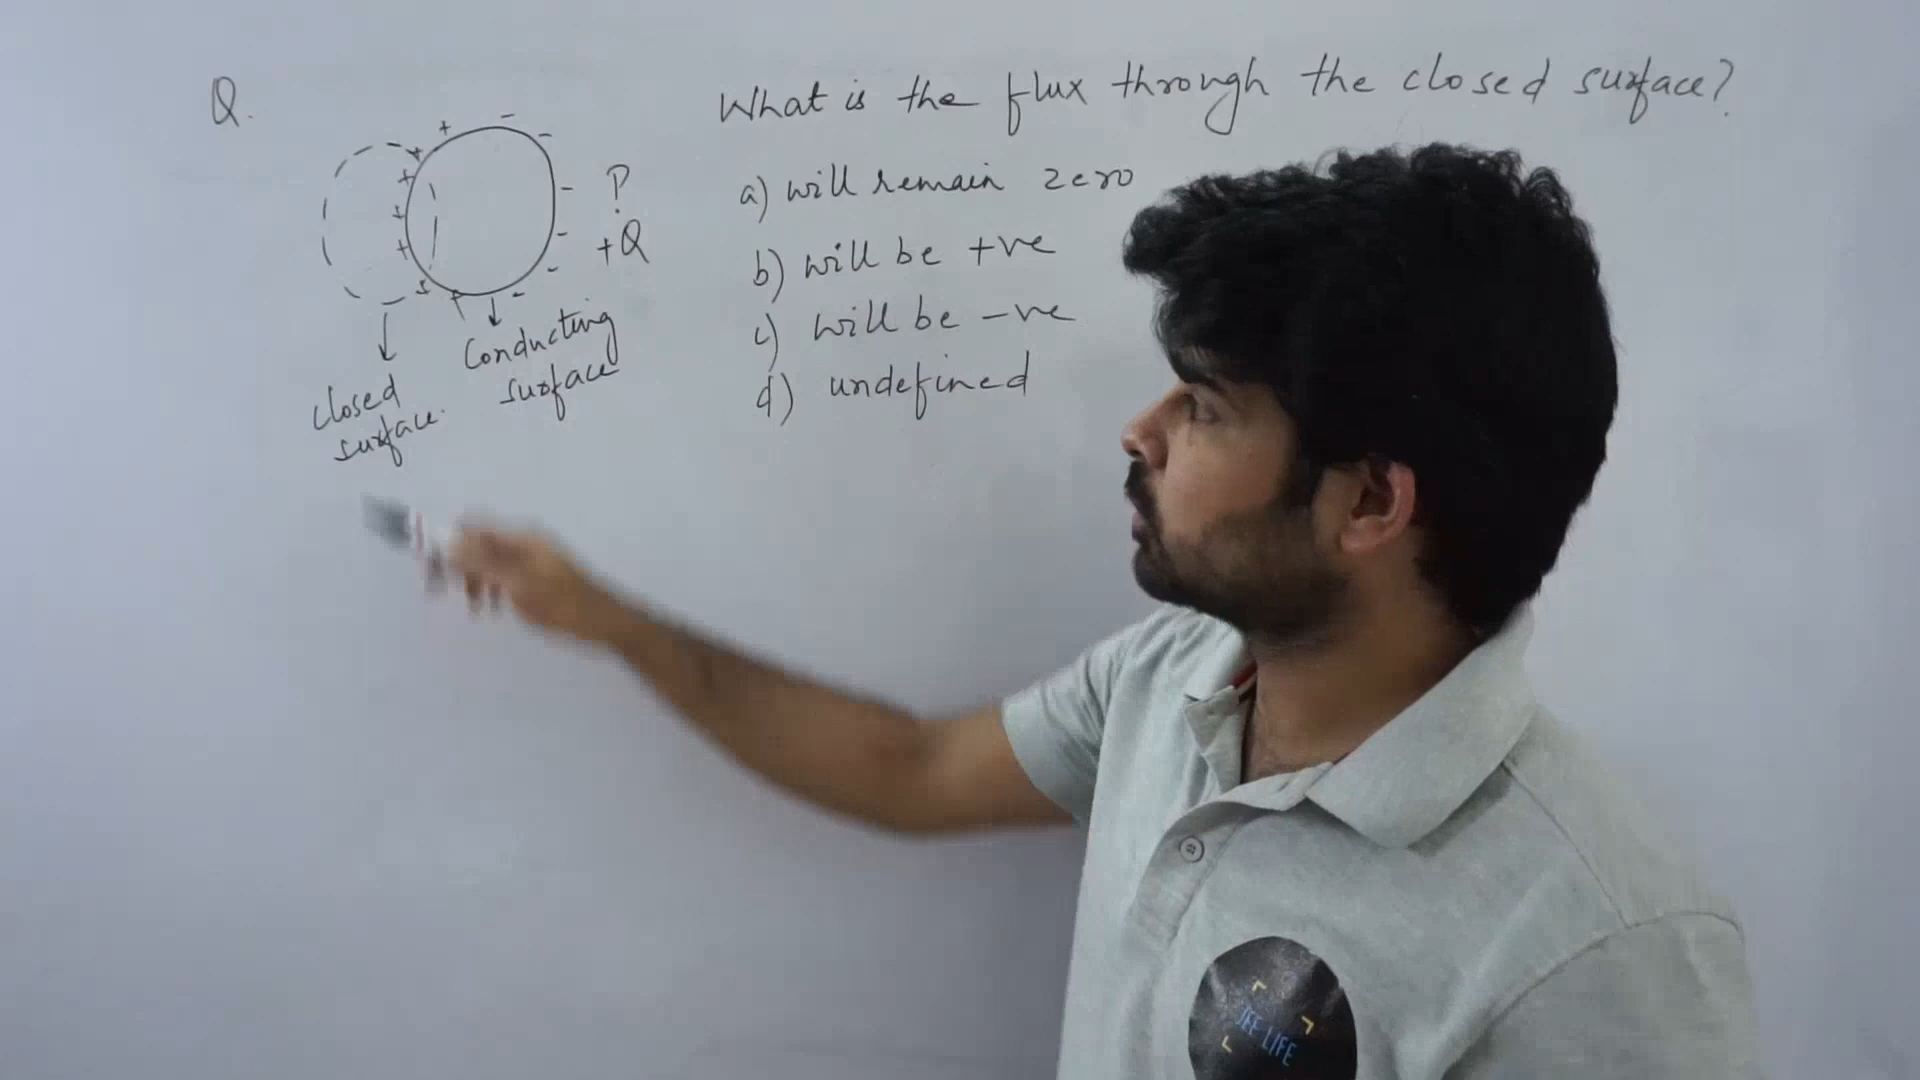 Q.
What is the flux through the closed surface?
a) will remain zero
b) will be +ve
c) will be -ve
d) undefined
P
+Q
closed
surface.
Conducting
surface
JEE LIFE